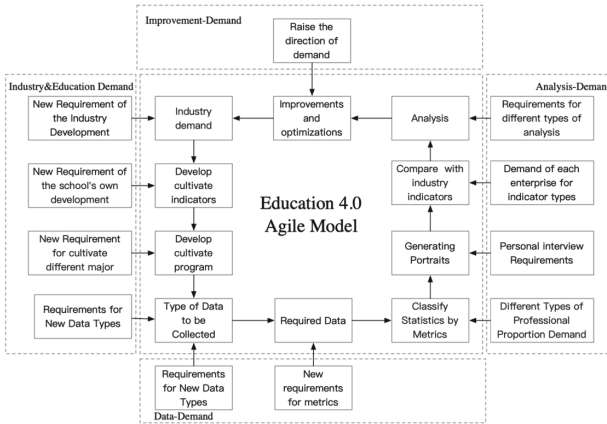 Improvement-Demand
Raise the
direction of
demand
Industry&Education Demand
Analysis-Deman
New Requirement of
the Industry
Development
Industry
demand
Improvements
and
optimizations
Analysis
Requirements for
different types of
analysis
New Requirement of
the school's own
development
Develop
cultivate
indicators
Compare with
industry
indicators
Demand of each
enterprise for
indicator types
Education 4.0
Agile Model
New Requirement
for cultivate
different major
Develop
cultivate
program
Generating
Portraits
Personal interview
Requirements
Requirements for
New Data Types
Type of Data
to be
Collected
Required Data
Classify
Statistics by
Metrics
Different Types of
Professional
Proportion Demand
Requirements
for New Data
Types
New
requirements
for metrics
Data-Demand